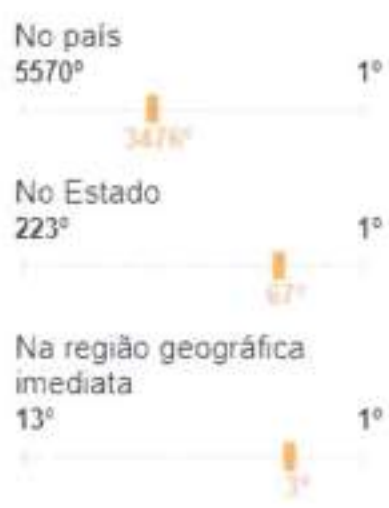 No país
5570º 1º
3476º
No Estado
223º 1º
67º
Na região geográfica
imediata
13º 1º
3º